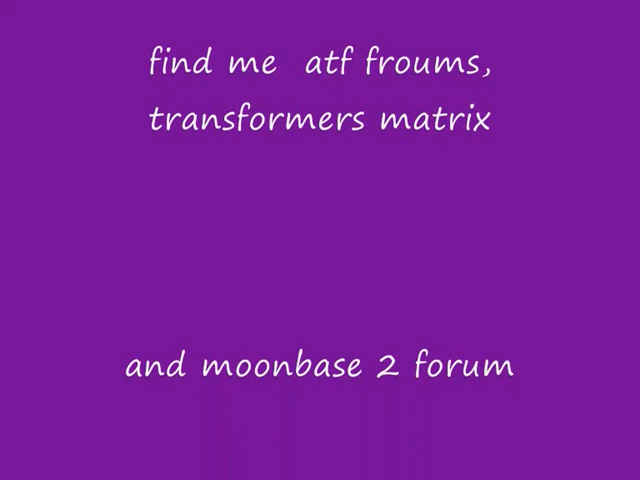 find me  atf froums,
transformers matrix
and moonbase 2 forum